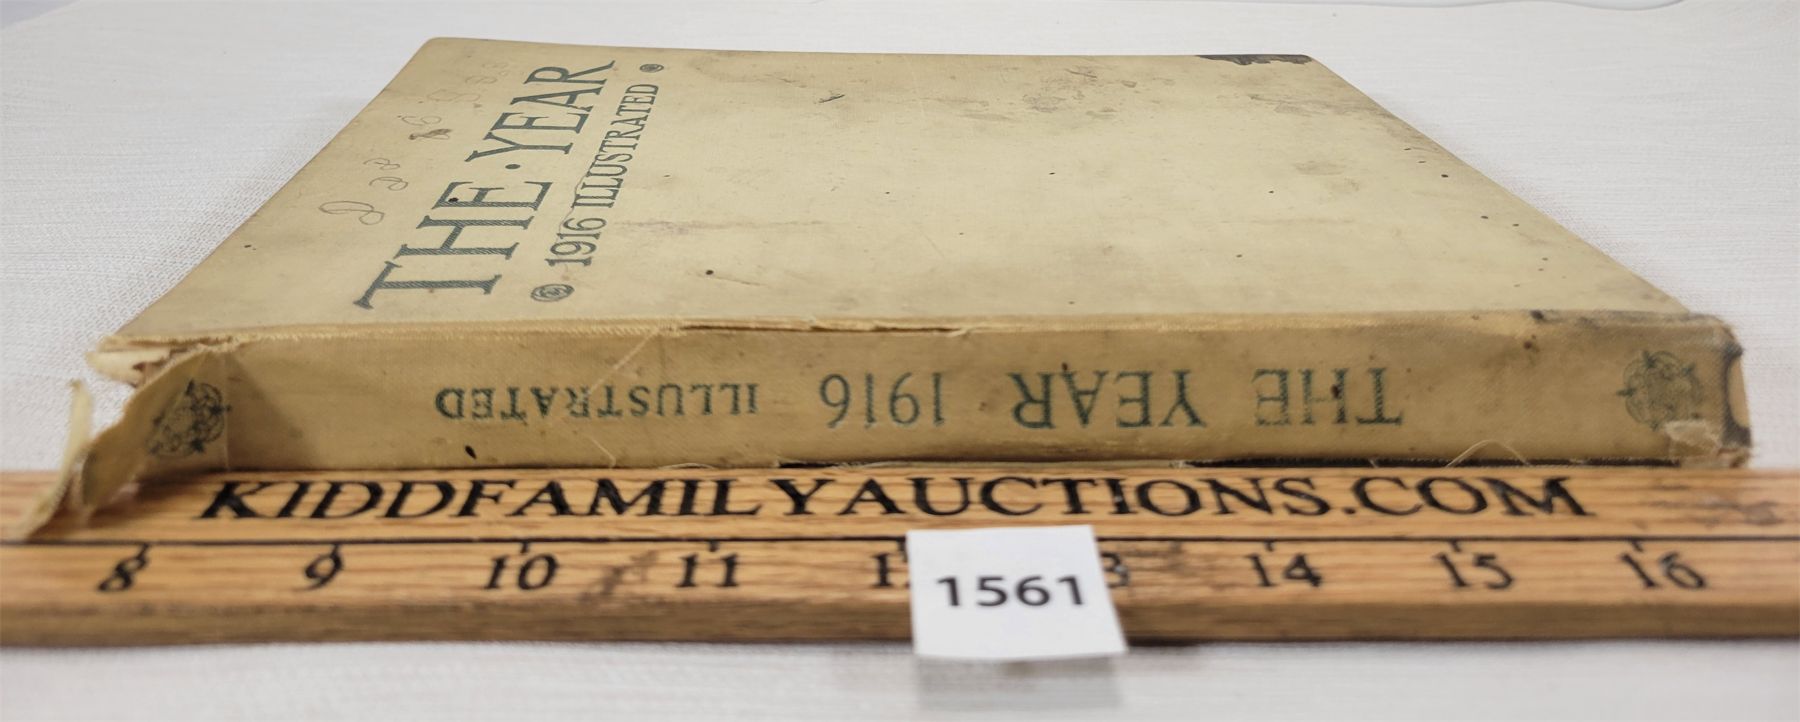 THE · YEAR
1916 ILLUSTRATED
THE YEAR 1916 ILLUSTRATED
KIDDFAMILYAUCTIONS.COM
8 9 10 11 14 15 16
1561